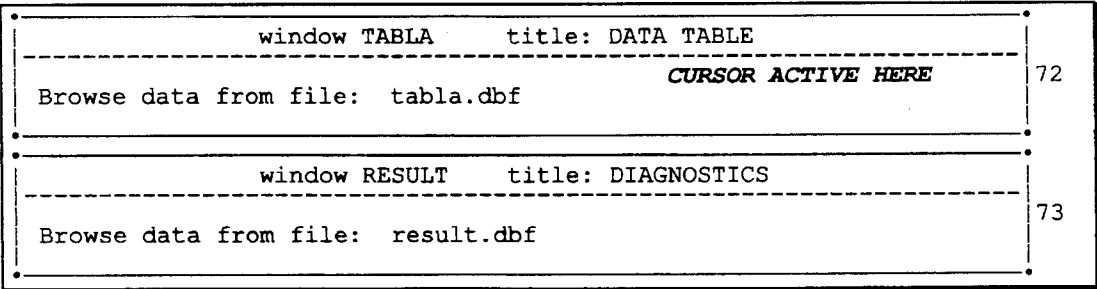 window TABLA title: DATA TABLE
CURSOR ACTIVE HERE
72
Browse data from file: tabla.dbf
window RESULT title: DIAGNOSTICS
73
Browse data from file: result.dbf